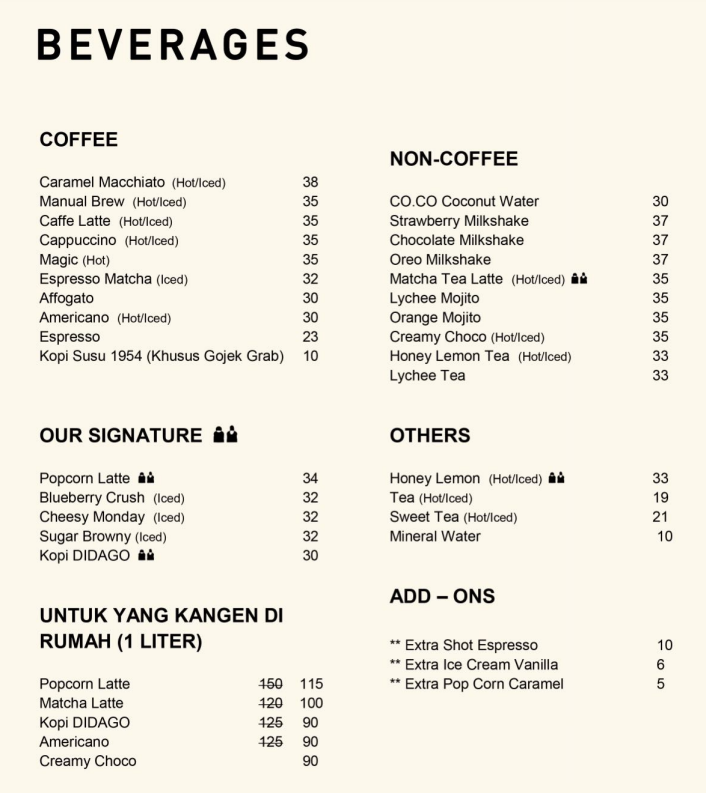 BEVERAGES
COFFEE
Caramel Macchiato (Hot/Iced) 38
Manual Brew (Hot/Iced) 35
Caffe Latte (Hot/Iced) 35
Cappuccino (Hot/Iced) 35
Magic (Hot) 35
Espresso Matcha (Iced) 32
Affogato 30
Americano (Hot/Iced) 30
Espresso 23
Kopi Susu 1954 (Khusus Gojek Grab) 10
OUR SIGNATURE
Popcorn Latte 34
Blueberry Crush (Iced) 32
Cheesy Monday (Iced) 32
Sugar Browny (Iced) 32
Kopi DIDAGO 30
UNTUK YANG KANGEN DI
RUMAH (1 LITER)
Popcorn Latte 150 115
Matcha Latte 120 100
Kopi DIDAGO 125 90
Americano 125 90
Creamy Choco 90
NON-COFFEE
CO.CO Coconut Water 30
Strawberry Milkshake 37
Chocolate Milkshake 37
Oreo Milkshake 37
Matcha Tea Latte (Hot/Iced) 35
Lychee Mojito 35
Orange Mojito 35
Creamy Choco (Hot/Iced) 35
Honey Lemon Tea (Hot/Iced) 33
Lychee Tea 33
OTHERS
Honey Lemon (Hot/Iced) 33
Tea (Hot/Iced) 19
Sweet Tea (Hot/Iced) 21
Mineral Water 10
ADD – ONS
** Extra Shot Espresso 10
** Extra Ice Cream Vanilla 6
** Extra Pop Corn Caramel 5